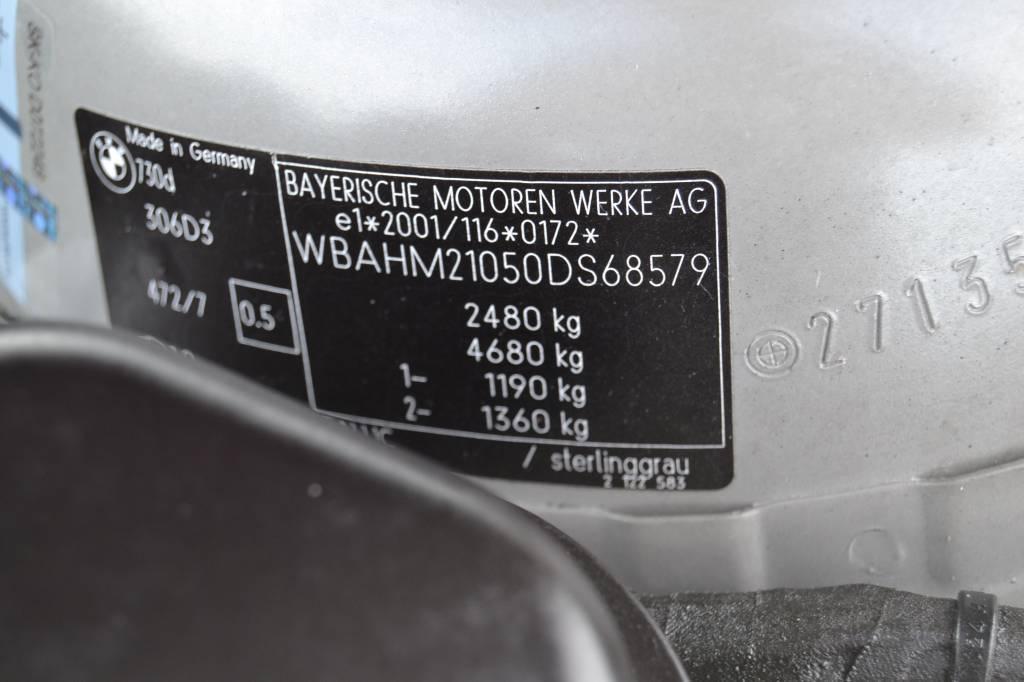 Made in Germany
730d
306D3
472/7
0.5
BAYERISCHE MOTOREN WERKE AG
e1*2001/116*0172*
WBAHM21050DS68579
2480 kg
4680 kg
1- 1190 kg
2- 1360 kg
/ sterlinggrau
2 122 583
27135